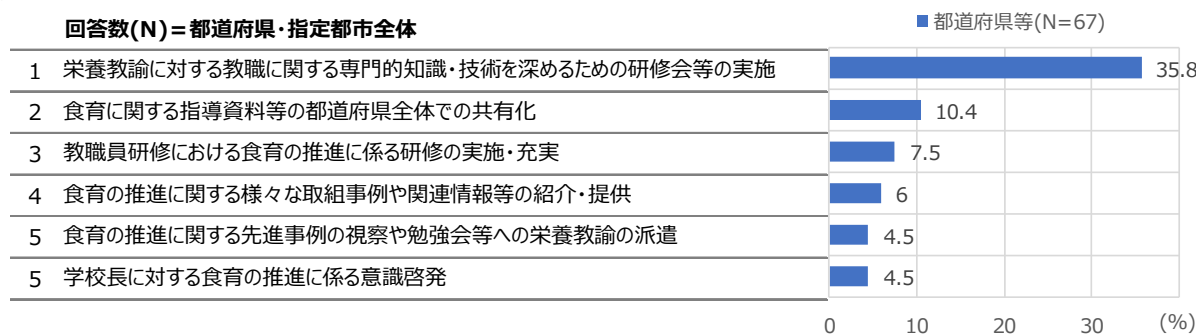 回答数(N)=都道府県・指定都市全体
■都道府県等(N=67)
1 栄養教諭に対する教職に関する専門的知識・技術を深めるための研修会等の実施 35.8
2 食育に関する指導資料等の都道府県全体での共有化 10.4
3 教職員研修における食育の推進に係る研修の実施・充実 7.5
4 食育の推進に関する様々な取組事例や関連情報等の紹介・提供 6
5 食育の推進に関する先進事例の視察や勉強会等への栄養教諭の派遣 4.5
5 学校長に対する食育の推進に係る意識啓発 4.5
0 10 20 30 (%)